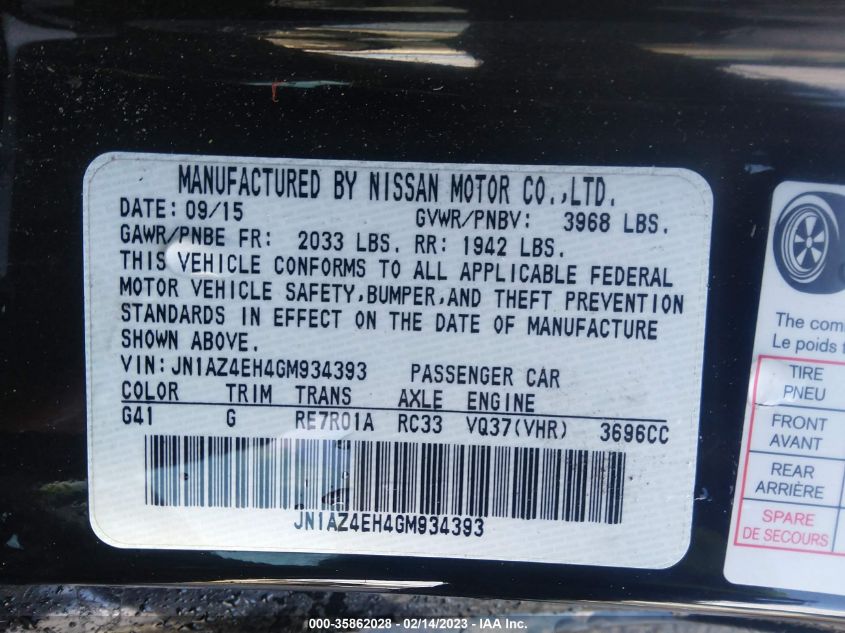 MANUFACTURED BY NISSAN MOTOR CO.,LTD.
DATE: 09/15 GVWR/PNBV: 3968 LBS.
GAWR/PNBE FR: 2033 LBS. RR: 1942 LBS.
THIS VEHICLE CONFORMS TO ALL APPLICABLE FEDERAL
MOTOR VEHICLE SAFETY,BUMPER,AND THEFT PREVENTION
STANDARDS IN EFFECT ON THE DATE OF MANUFACTURE
SHOWN ABOVE.
VIN:JN1AZ4EH4GM934393 PASSENGER CAR
COLOR TRIM TRANS AXLE ENGINE
G41 G RE7R01A RC33 VQ37(VHR) 3696CC
JN1AZ4EH4GM934393
The com
Le poids t
TIRE
PNEU
FRONT
AVANT
REAR
ARRIÈRE
SPARE
DE SECOURS
000-35862028 - 02/14/2023 - IAA Inc.